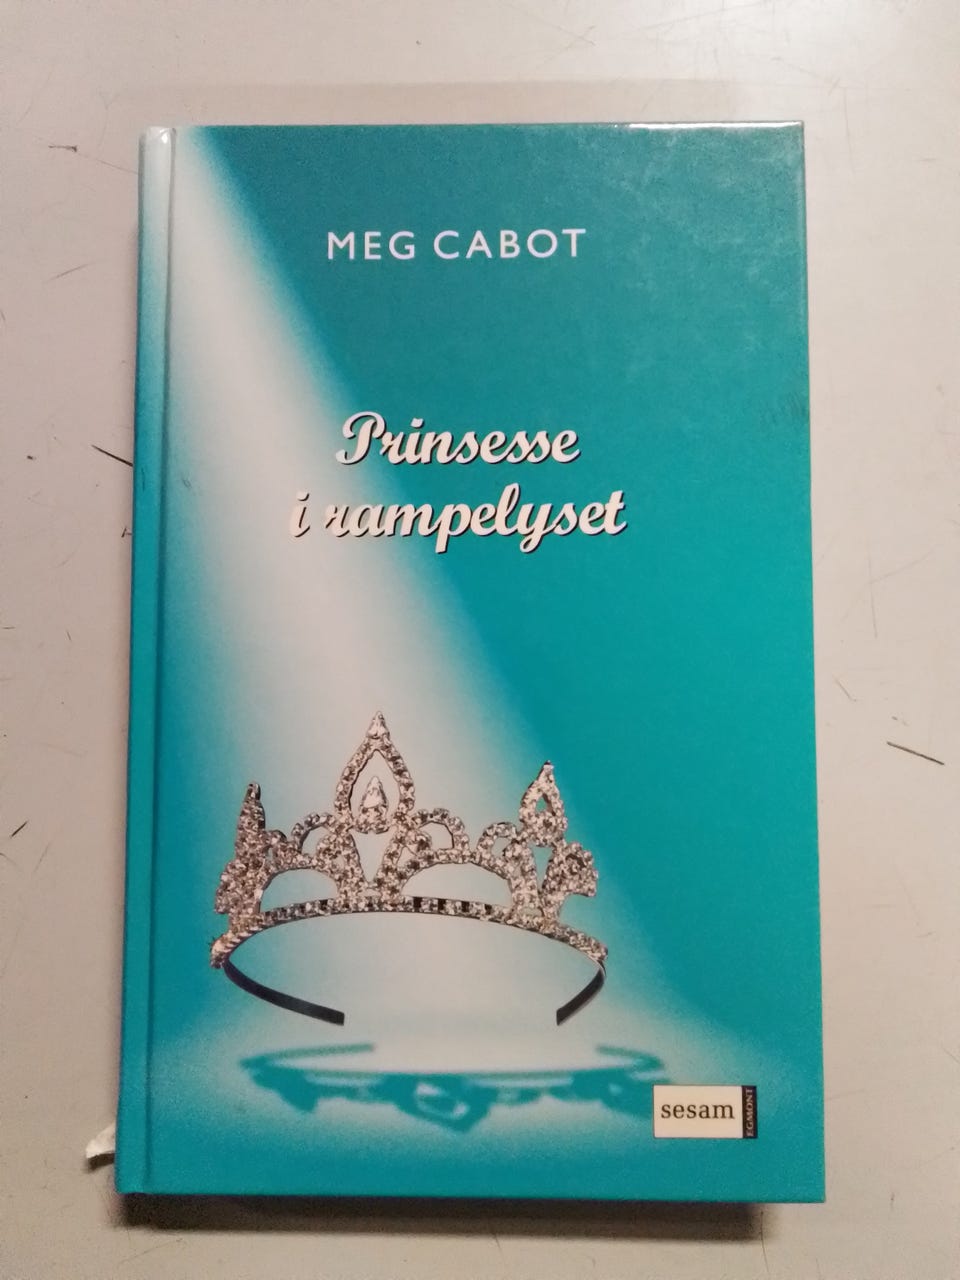 MEG CABOT
Prinsesse
i rampelyset
sesam
EGMONT